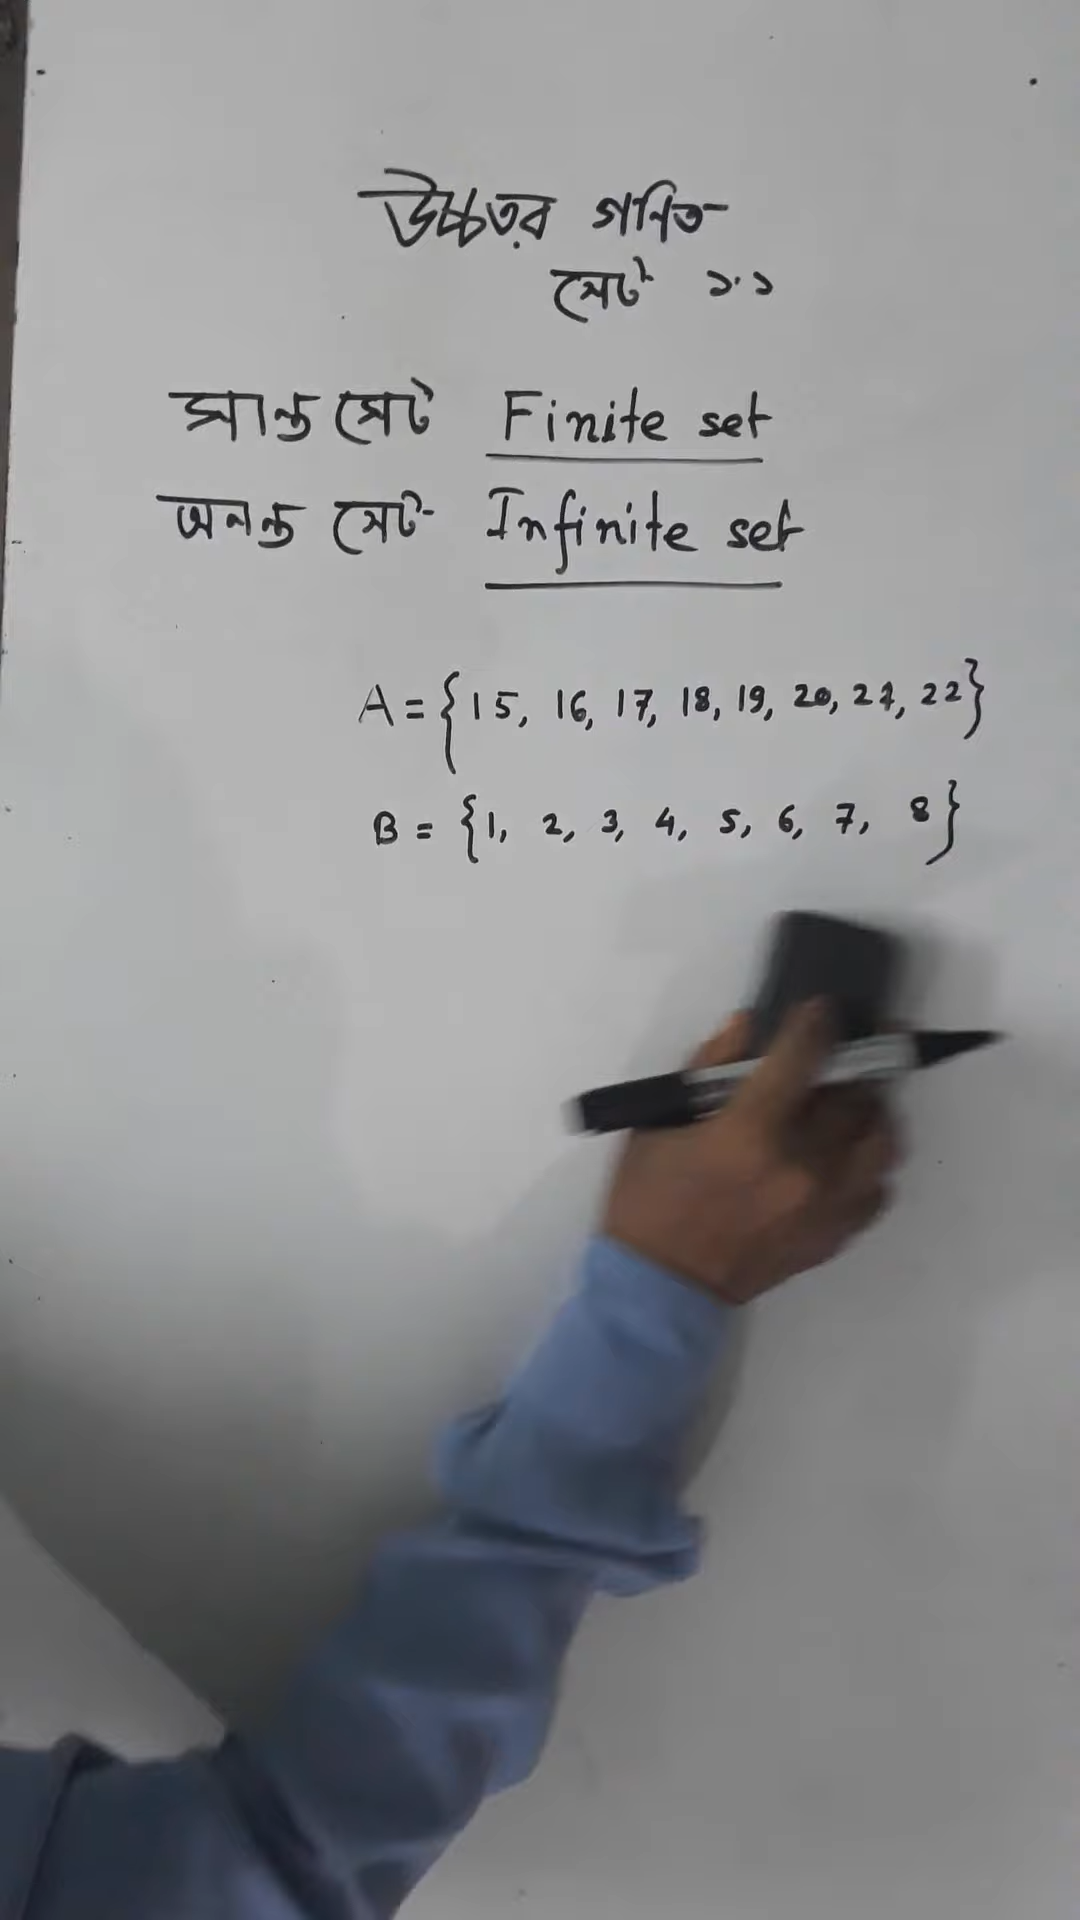 উচ্চতর গণিত
সেট ১.১
সান্ত সেট Finite set
অনন্ত সেট Infinite set
A = {15, 16, 17, 18, 19, 20, 21, 22}
B = {1, 2, 3, 4, 5, 6, 7, 8}